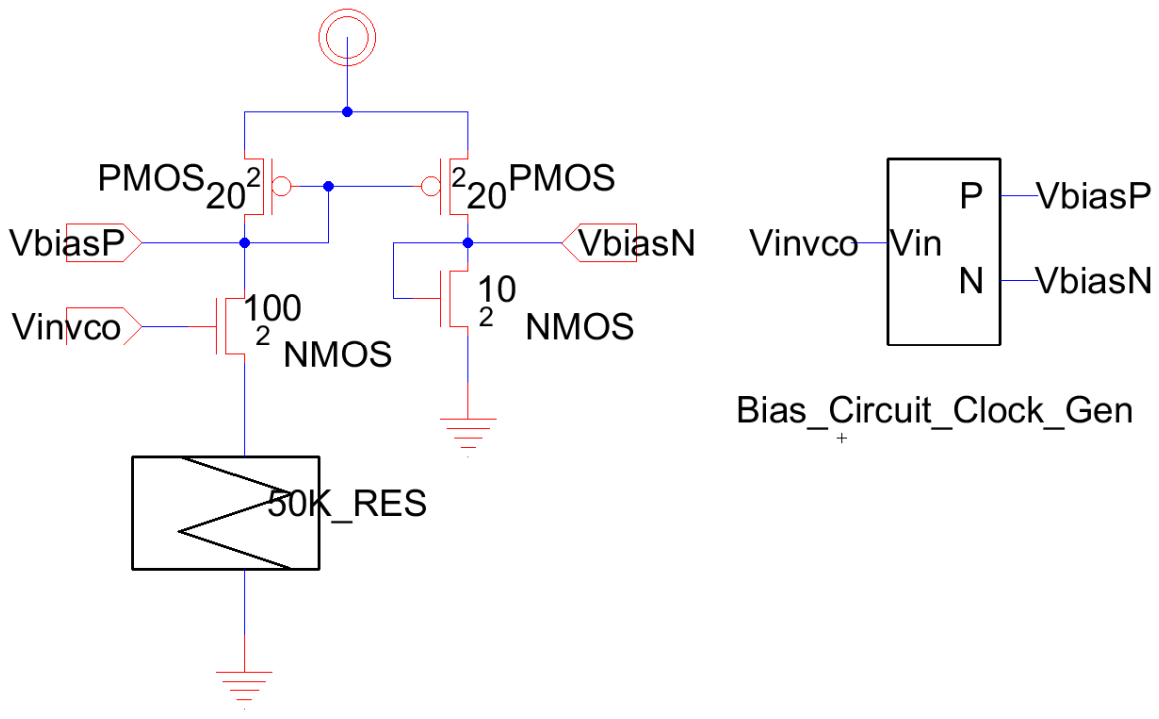 PMOS
20
2
2
20
PMOS
VbiasP
VbiasN
Vinvco
100
2
NMOS
10
2
NMOS
50K_RES
Vinvco
Vin
P
VbiasP
N
VbiasN
Bias_Circuit_Clock_Gen